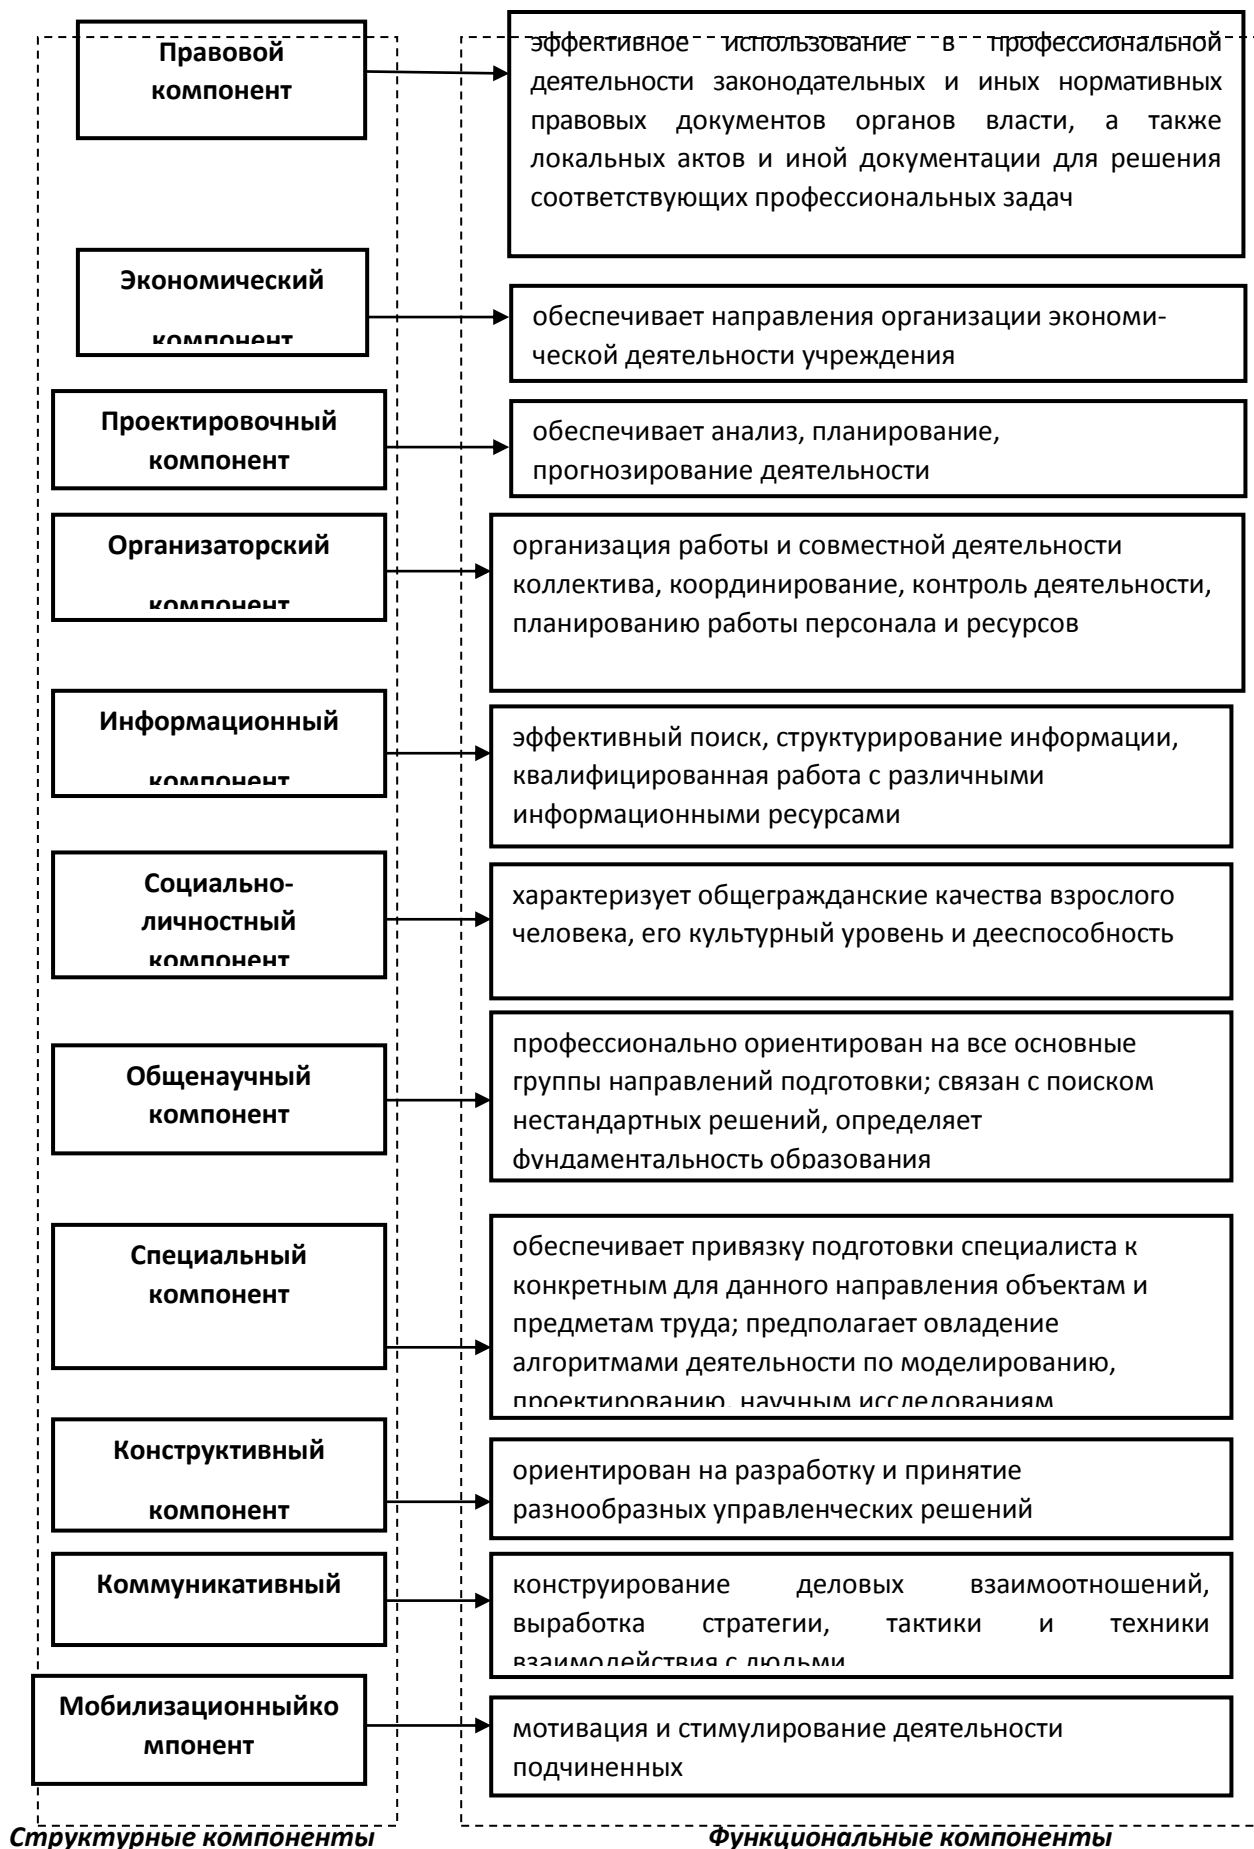 Правовой
компонент
эффективное использование в профессиональной
деятельности законодательных и иных нормативных
правовых документов органов власти, а также
локальных актов и иной документации для решения
соответствующих профессиональных задач
Экономический
компонент
обеспечивает направления организации экономи-
ческой деятельности учреждения
Проектировочный
компонент
обеспечивает анализ, планирование,
прогнозирование деятельности
Организаторский
компонент
организация работы и совместной деятельности
коллектива, координирование, контроль деятельности,
планированию работы персонала и ресурсов
Информационный
компонент
эффективный поиск, структурирование информации,
квалифицированная работа с различными
информационными ресурсами
Социально-
личностный
компонент
характеризует общегражданские качества взрослого
человека, его культурный уровень и дееспособность
Общенаучный
компонент
профессионально ориентирован на все основные
группы направлений подготовки; связан с поиском
нестандартных решений, определяет
фундаментальность образования
Специальный
компонент
обеспечивает привязку подготовки специалиста к
конкретным для данного направления объектам и
предметам труда; предполагает овладение
алгоритмами деятельности по моделированию,
проектированию, научным исследованиям
Конструктивный
компонент
ориентирован на разработку и принятие
разнообразных управленческих решений
Коммуникативный
конструирование деловых взаимоотношений,
выработка стратегии, тактики и техники
взаимодействия с людьми
Мобилизационныйко
мпонент
мотивация и стимулирование деятельности
подчиненных
Структурные компоненты
Функциональные компоненты